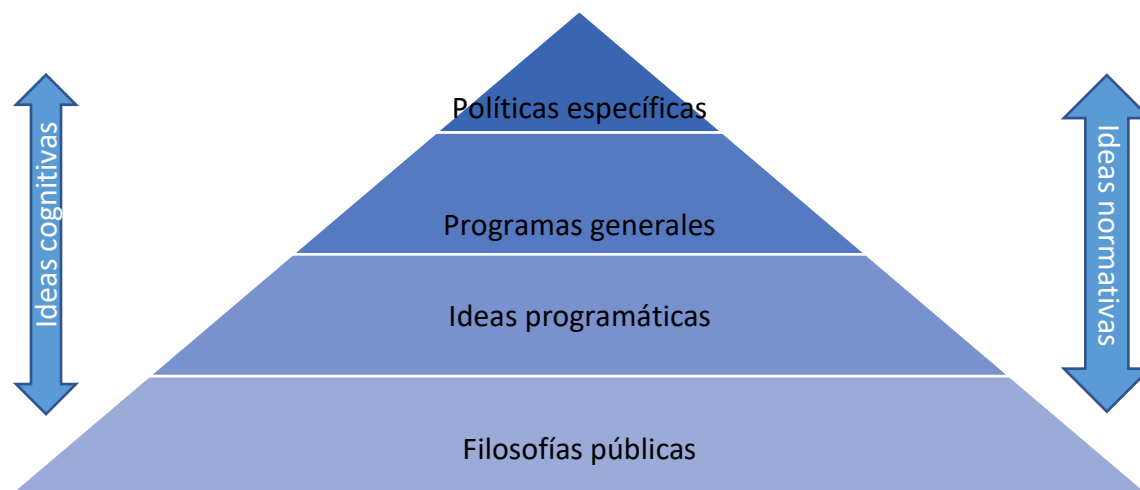 Políticas específicas
Programas generales
Ideas programáticas
Filosofías públicas
Ideas cognitivas
Ideas normativas